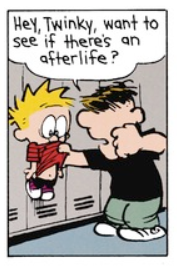 Hey, Twinky, want to
see if there's an
afterlife?